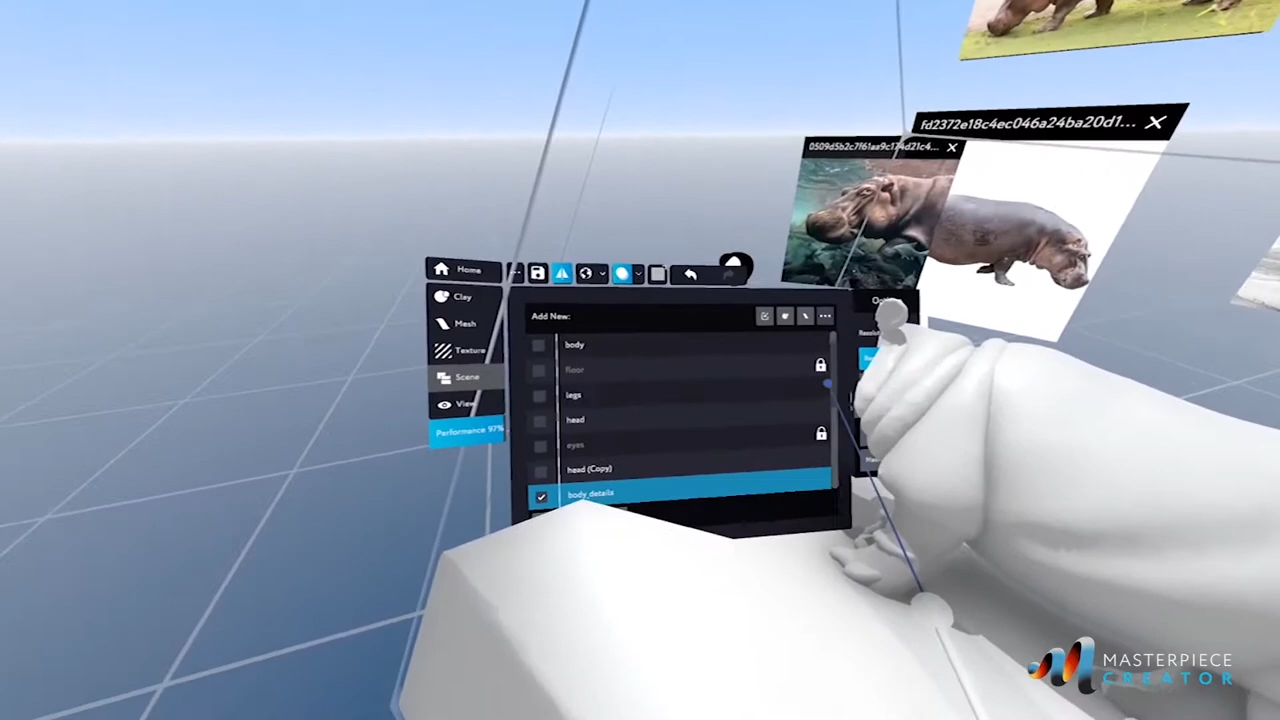 fd2372e18c4ec046a24ba20d1...
Home
Clay
Mesh
Texture
Scene
View
Performance 97%
Add New:
body
floor
legs
head
eyes
head (Copy)
body_details
MASTERPIECE
CREATOR